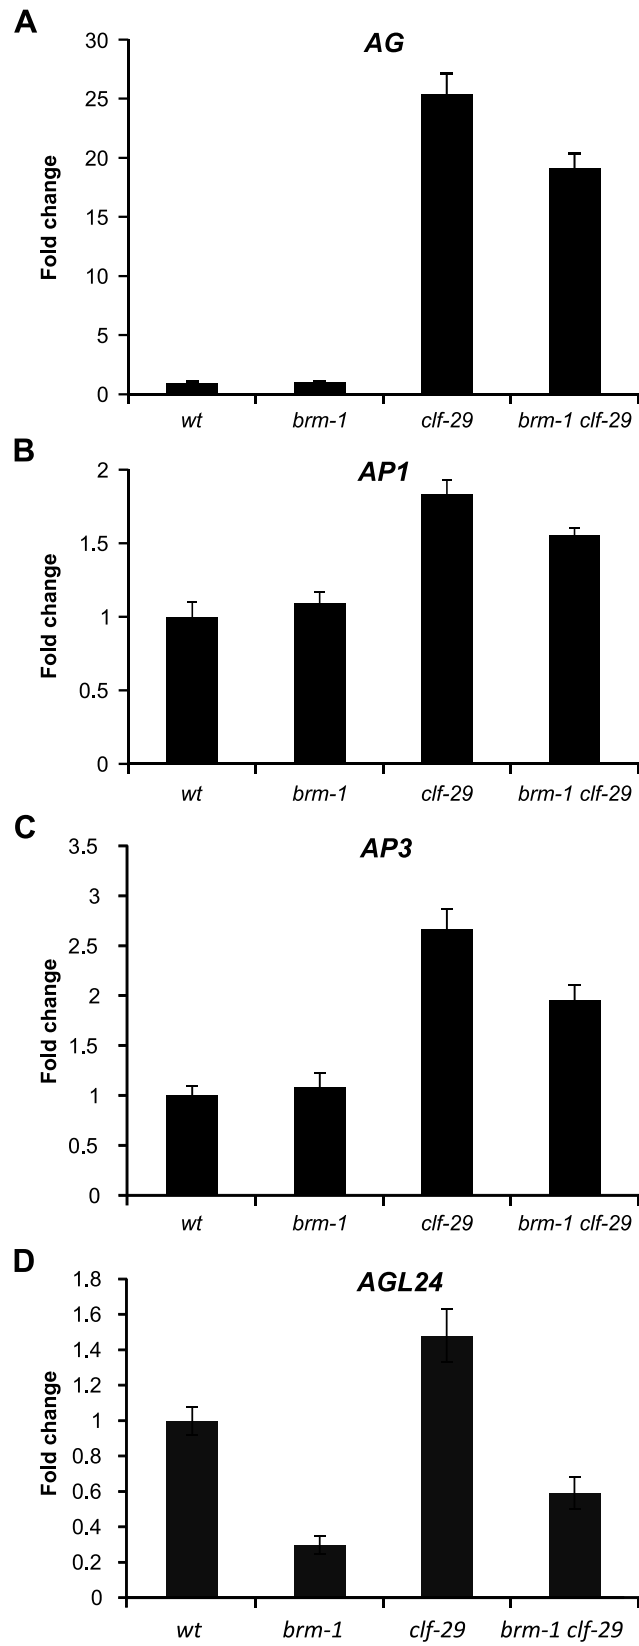 A
AG
Fold change
30
25
20
15
10
5
0
wt brm-1 clf-29 brm-1 clf-29
B
AP1
Fold change
2
1.5
1
0.5
0
wt brm-1 clf-29 brm-1 clf-29
C
AP3
Fold change
3.5
3
2.5
2
1.5
1
0.5
0
wt brm-1 clf-29 brm-1 clf-29
D
AGL24
Fold change
1.8
1.6
1.4
1.2
1
0.8
0.6
0.4
0.2
0
wt brm-1 clf-29 brm-1 clf-29